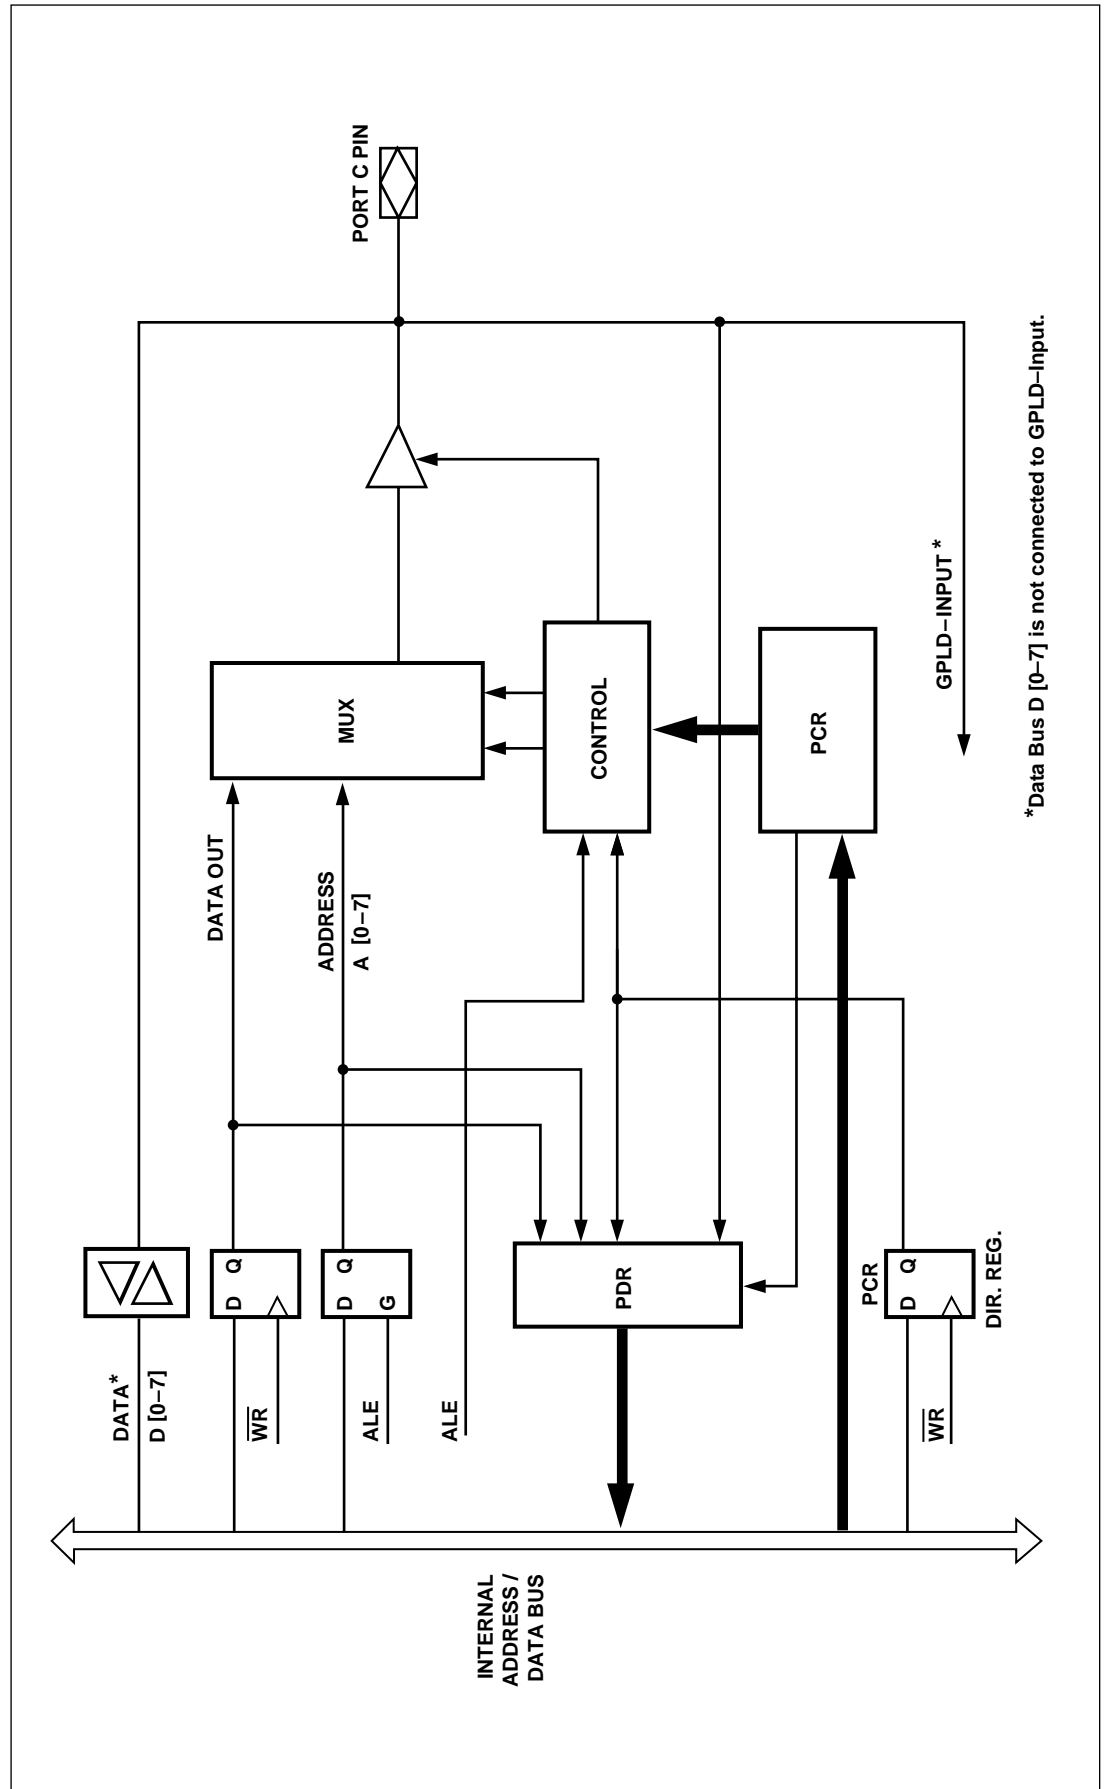 INTERNAL
ADDRESS /
DATA BUS
DATA*
D [0–7]
WR
ALE
ALE
WR
D Q
D Q
G
PDR
PCR
D Q
DIR. REG.
DATA OUT
ADDRESS
A [0–7]
MUX
CONTROL
PCR
GPLD–INPUT *
PORT C PIN
*Data Bus D [0–7] is not connected to GPLD–Input.